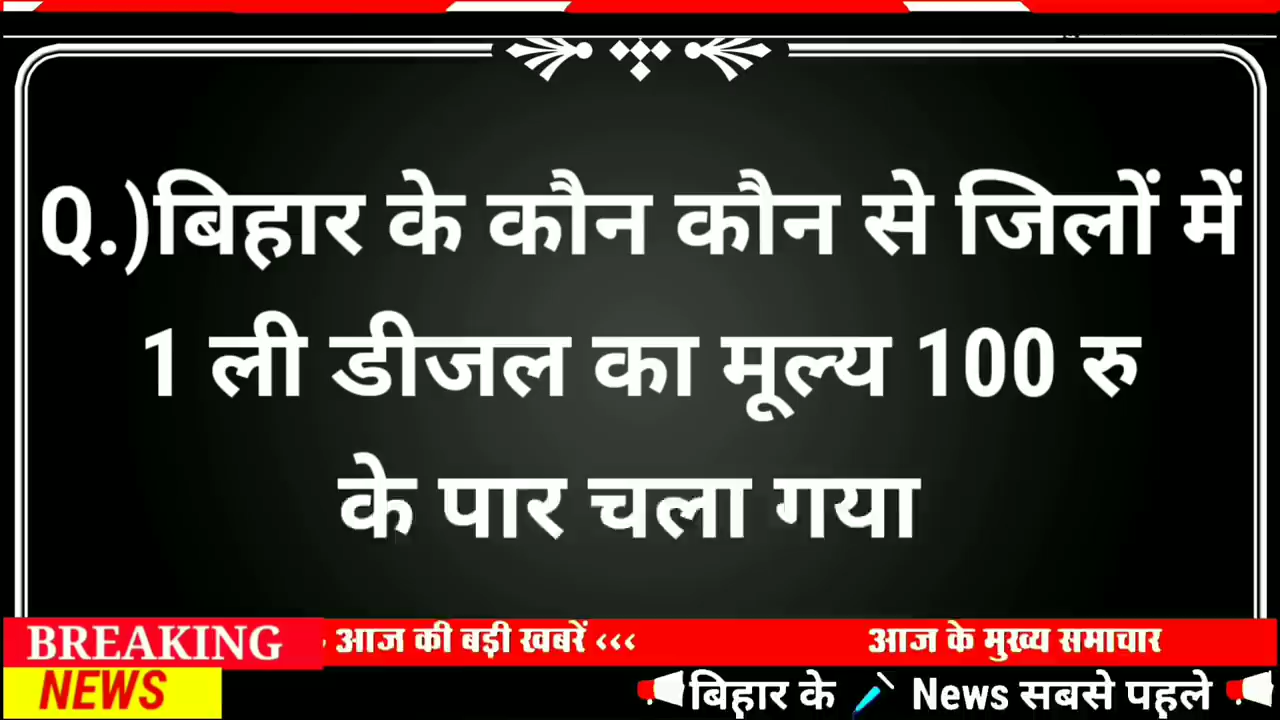 Q.)बिहार के कौन कौन से जिलों में
1 ली डीजल का मूल्य 100 रु
के पार चला गया
BREAKING
NEWS
आज की बड़ी खबरें ‹‹‹
आज के मुख्य समाचार
बिहार के News सबसे पहले